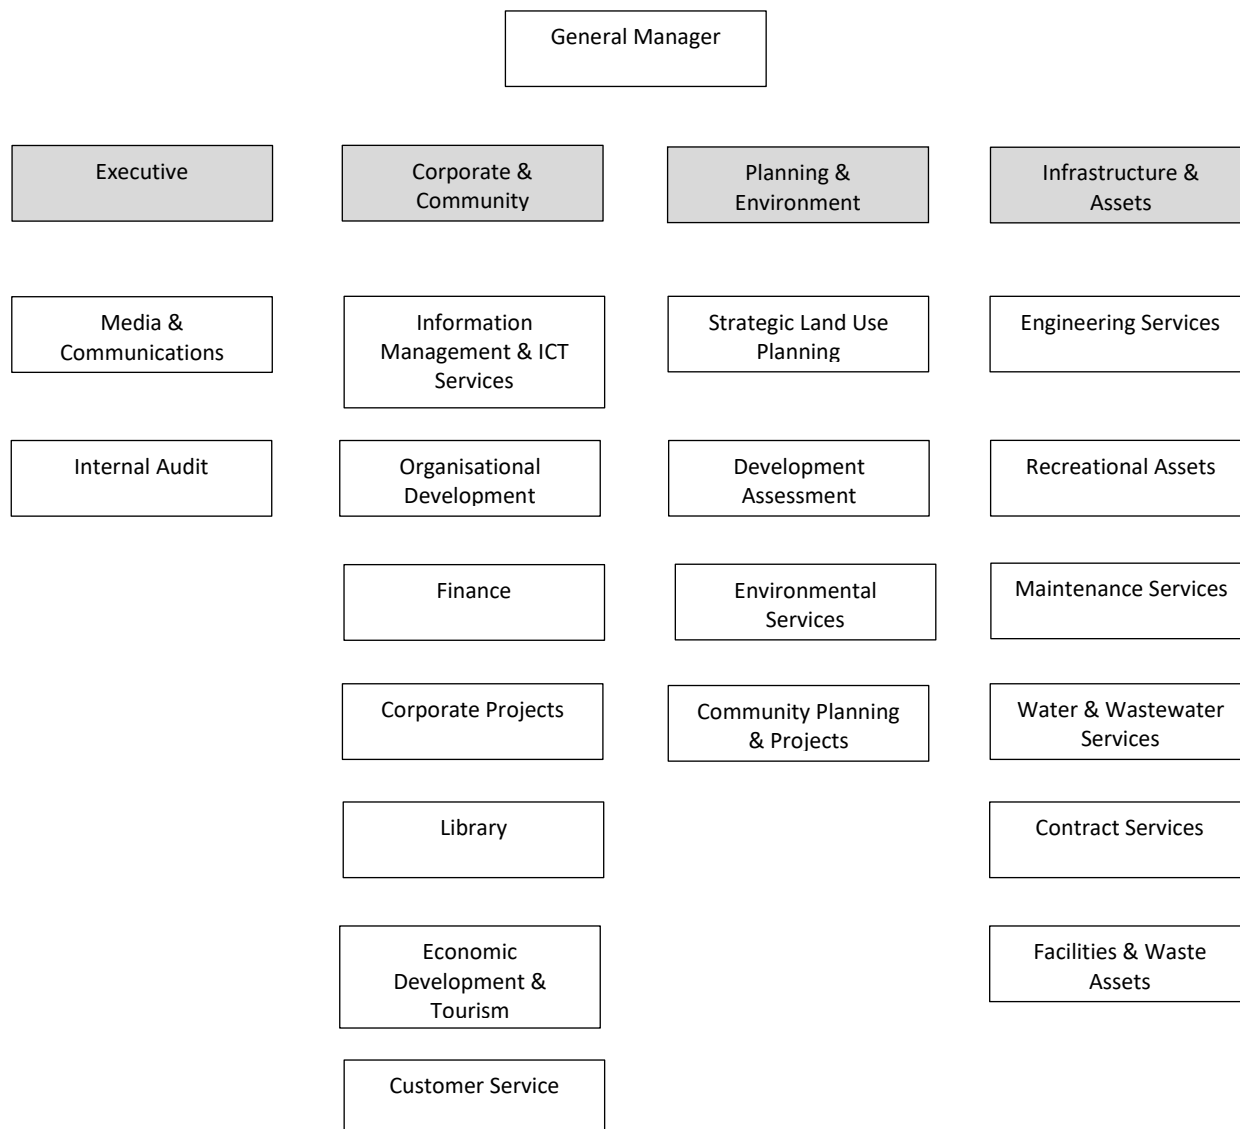 General Manager
Executive
Corporate &
Community
Planning &
Environment
Infrastructure &
Assets
Media &
Communications
Information
Management & ICT
Services
Strategic Land Use
Planning
Engineering Services
Internal Audit
Organisational
Development
Development
Assessment
Recreational Assets
Finance
Environmental
Services
Maintenance Services
Corporate Projects
Community Planning
& Projects
Water & Wastewater
Services
Library
Contract Services
Economic
Development &
Tourism
Facilities & Waste
Assets
Customer Service